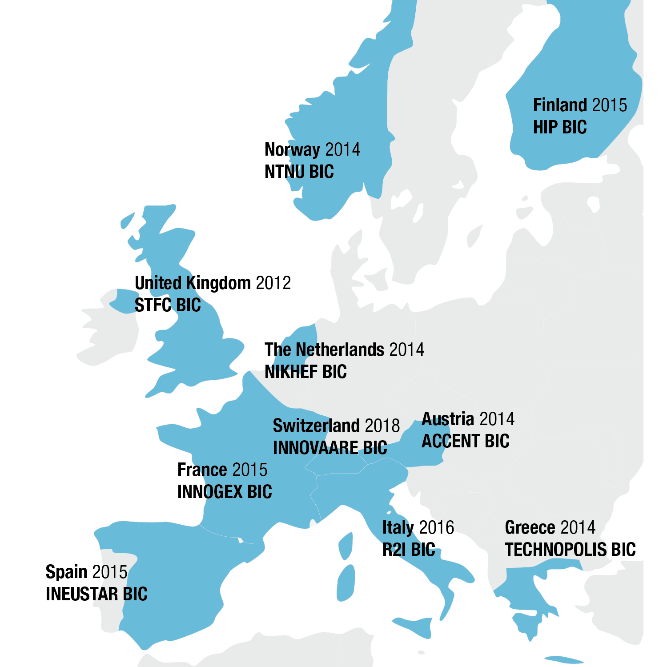 Finland 2015
HIP BIC
Norway 2014
NTNU BIC
United Kingdom 2012
STFC BIC
The Netherlands 2014
NIKHEF BIC
Switzerland 2018
INNOVAARE BIC
Austria 2014
ACCENT BIC
France 2015
INNOGEX BIC
Italy 2016
R2I BIC
Greece 2014
TECHNOPOLIS BIC
Spain 2015
INEUSTAR BIC